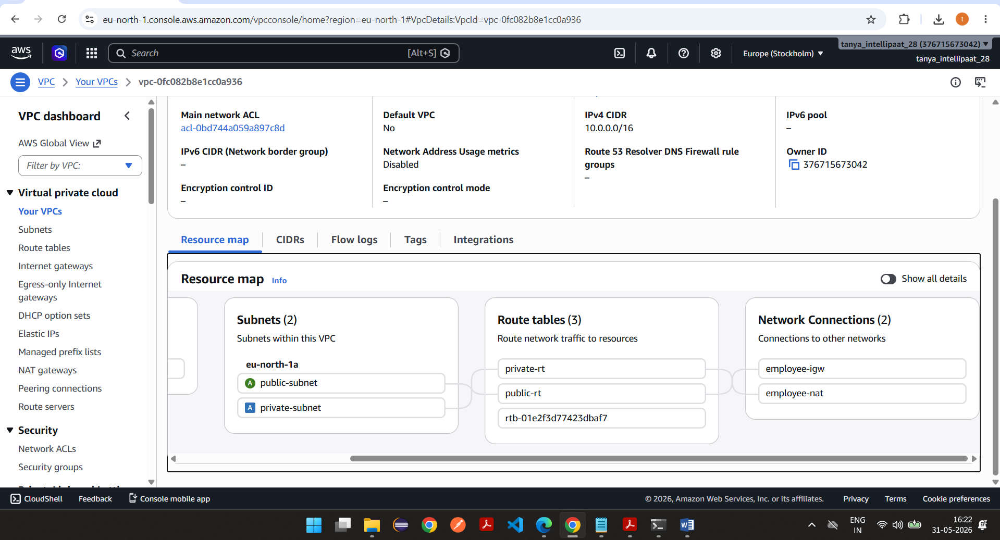 eu-north-1.console.aws.amazon.com/vpcconsole/home?region=eu-north-1#VpcDetails:VpcId=vpc-0fc082b8e1cc0a936
t
aws
Search
[Alt+S]
Europe (Stockholm)
tanya_intellipaat_28 (376715673042)
tanya_intellipaat_28
VPC
Your VPCs
vpc-0fc082b8e1cc0a936
VPC dashboard
AWS Global View
Filter by VPC:
Virtual private cloud
Your VPCs
Subnets
Route tables
Internet gateways
Egress-only Internet
gateways
DHCP option sets
Elastic IPs
Managed prefix lists
NAT gateways
Peering connections
Route servers
Security
Network ACLs
Security groups
Main network ACL
acl-0bd744a059a897c8d
Default VPC
No
IPv4 CIDR
10.0.0.0/16
IPv6 pool
–
IPv6 CIDR (Network border group)
–
Network Address Usage metrics
Disabled
Route 53 Resolver DNS Firewall rule
groups
–
Owner ID
376715673042
Encryption control ID
–
Encryption control mode
–
Resource map
CIDRs
Flow logs
Tags
Integrations
Resource map Info
Show all details
Subnets (2)
Subnets within this VPC
eu-north-1a
A public-subnet
A private-subnet
Route tables (3)
Route network traffic to resources
private-rt
public-rt
rtb-01e2f3d77423dbaf7
Network Connections (2)
Connections to other networks
employee-igw
employee-nat
CloudShell
Feedback
Console mobile app
© 2026, Amazon Web Services, Inc. or its affiliates.
Privacy
Terms
Cookie preferences
ENG
IN
16:22
31-05-2026